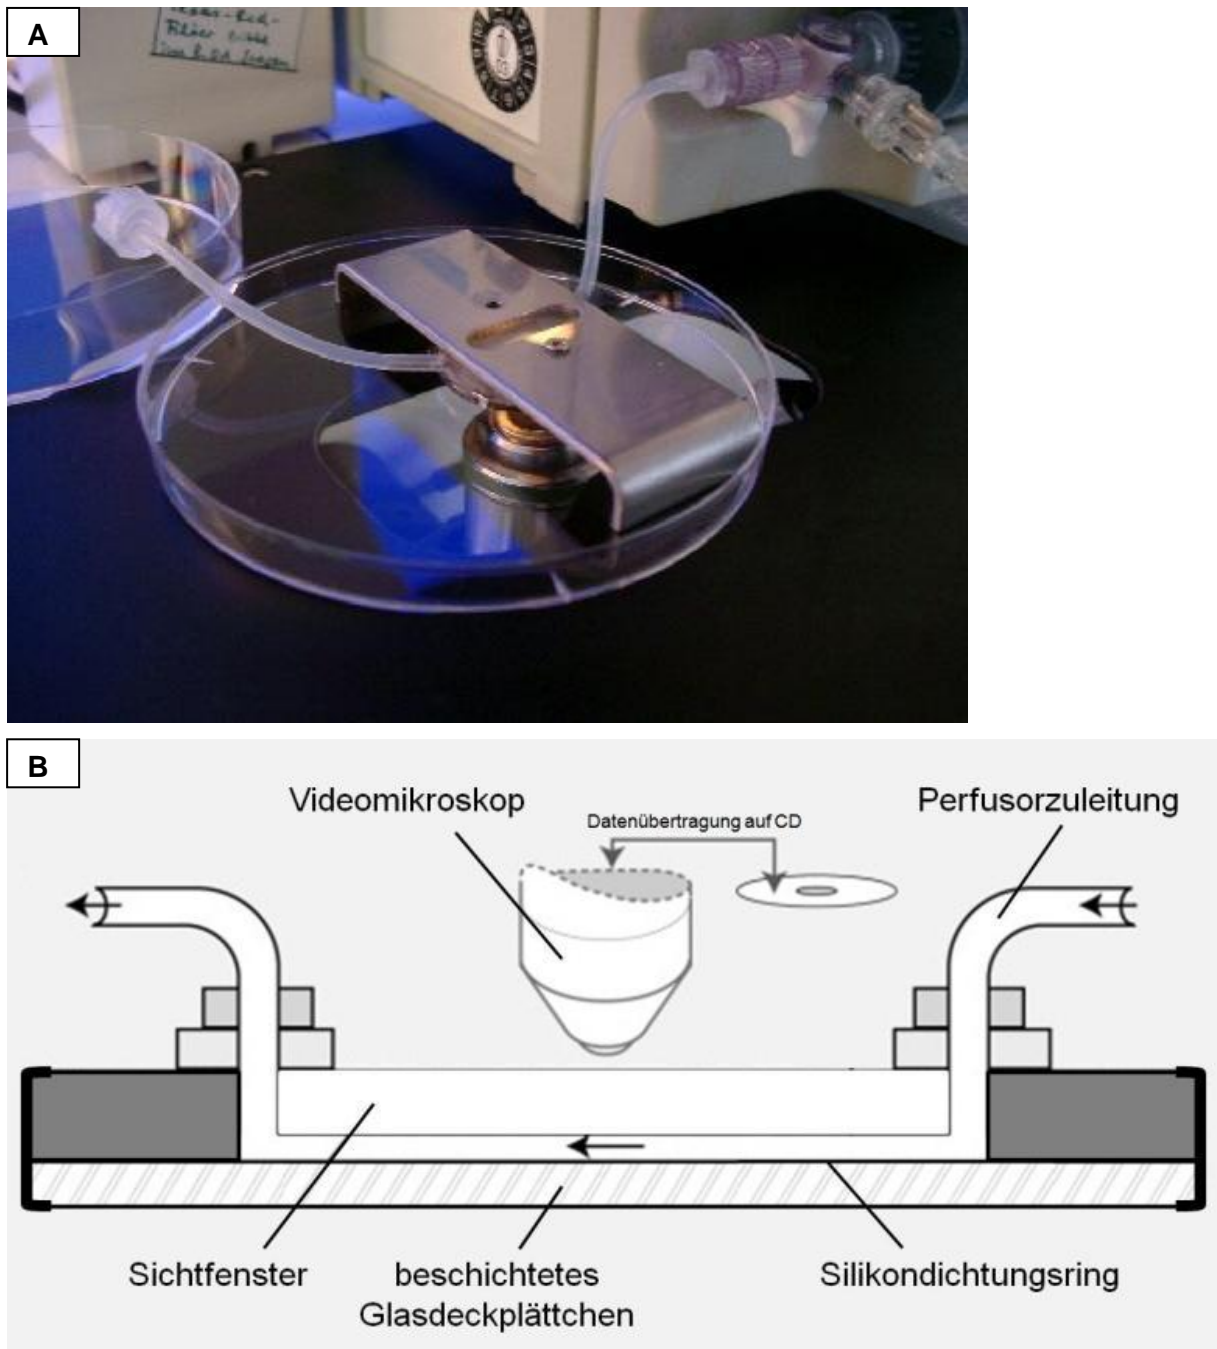 A
B
Videomikroskop
Perfusorzuleitung
Datenübertragung auf CD
Sichtfenster
beschichtetes
Glasdeckplättchen
Silikondichtungsring